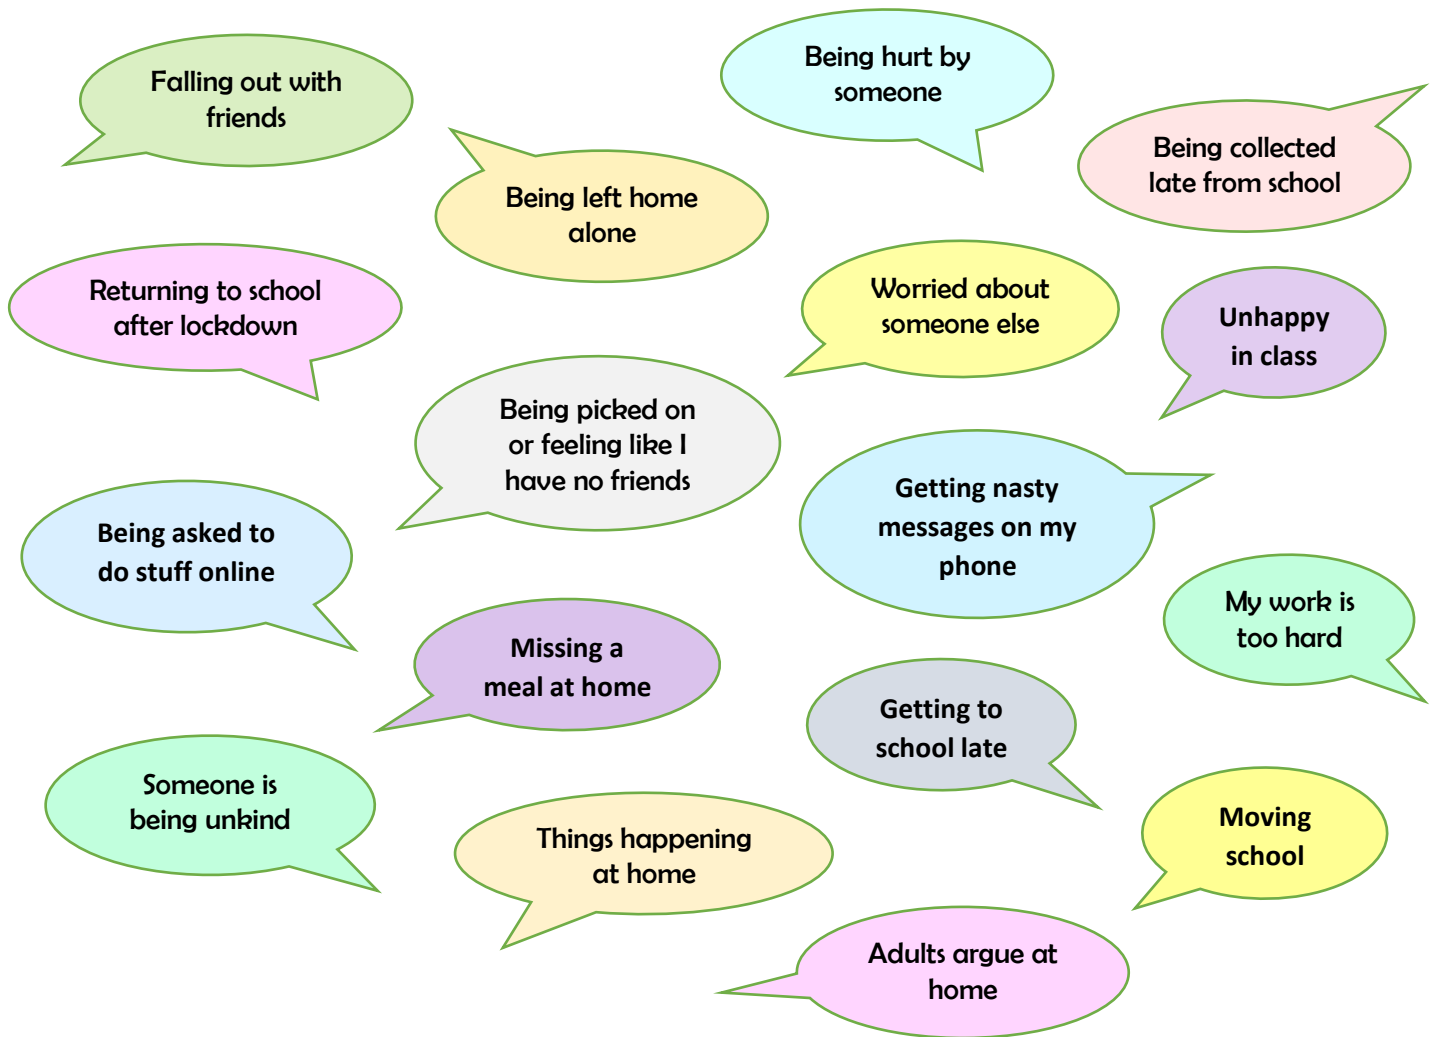 Falling out with
friends
Being hurt by
someone
Being collected
late from school
Being left home
alone
Returning to school
after lockdown
Worried about
someone else
Unhappy
in class
Being picked on
or feeling like I
have no friends
Getting nasty
messages on my
phone
Being asked to
do stuff online
My work is
too hard
Missing a
meal at home
Getting to
school late
Someone is
being unkind
Things happening
at home
Moving
school
Adults argue at
home